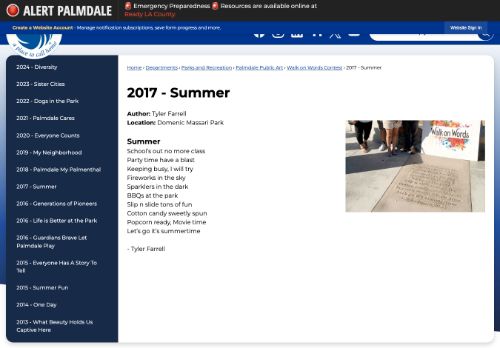 ALERT PALMDALE
🚨 Emergency Preparedness 🚨 Resources are available online at
Ready LA County.
Create a Website Account - Manage notification subscriptions, save form progress and more.
Website Sign In
a place to call home
2024 - Diversity
2023 - Sister Cities
2022 - Dogs in the Park
2021 - Palmdale Cares
2020 - Everyone Counts
2019 - My Neighborhood
2018 - Palmdale My Palmenthal
2017 - Summer
2016 - Generations of Pioneers
2016 - Life is Better at the Park
2016 - Guardians Brave Let
Palmdale Play
2015 - Everyone Has A Story To
Tell
2015 - Summer Fun
2014 - One Day
2013 - What Beauty Holds Us
Captive Here
Home › Departments › Parks and Recreation › Palmdale Public Art › Walk on Words Contest › 2017 - Summer
2017 - Summer
Author: Tyler Farrell
Location: Domenic Massari Park
Summer
School's out no more class
Party time have a blast
Keeping busy, I will try
Fireworks in the sky
Sparklers in the dark
BBQs at the park
Slip n slide tons of fun
Cotton candy sweetly spun
Popcorn ready, Movie time
Let's go it's summertime
- Tyler Farrell
Walk on Words